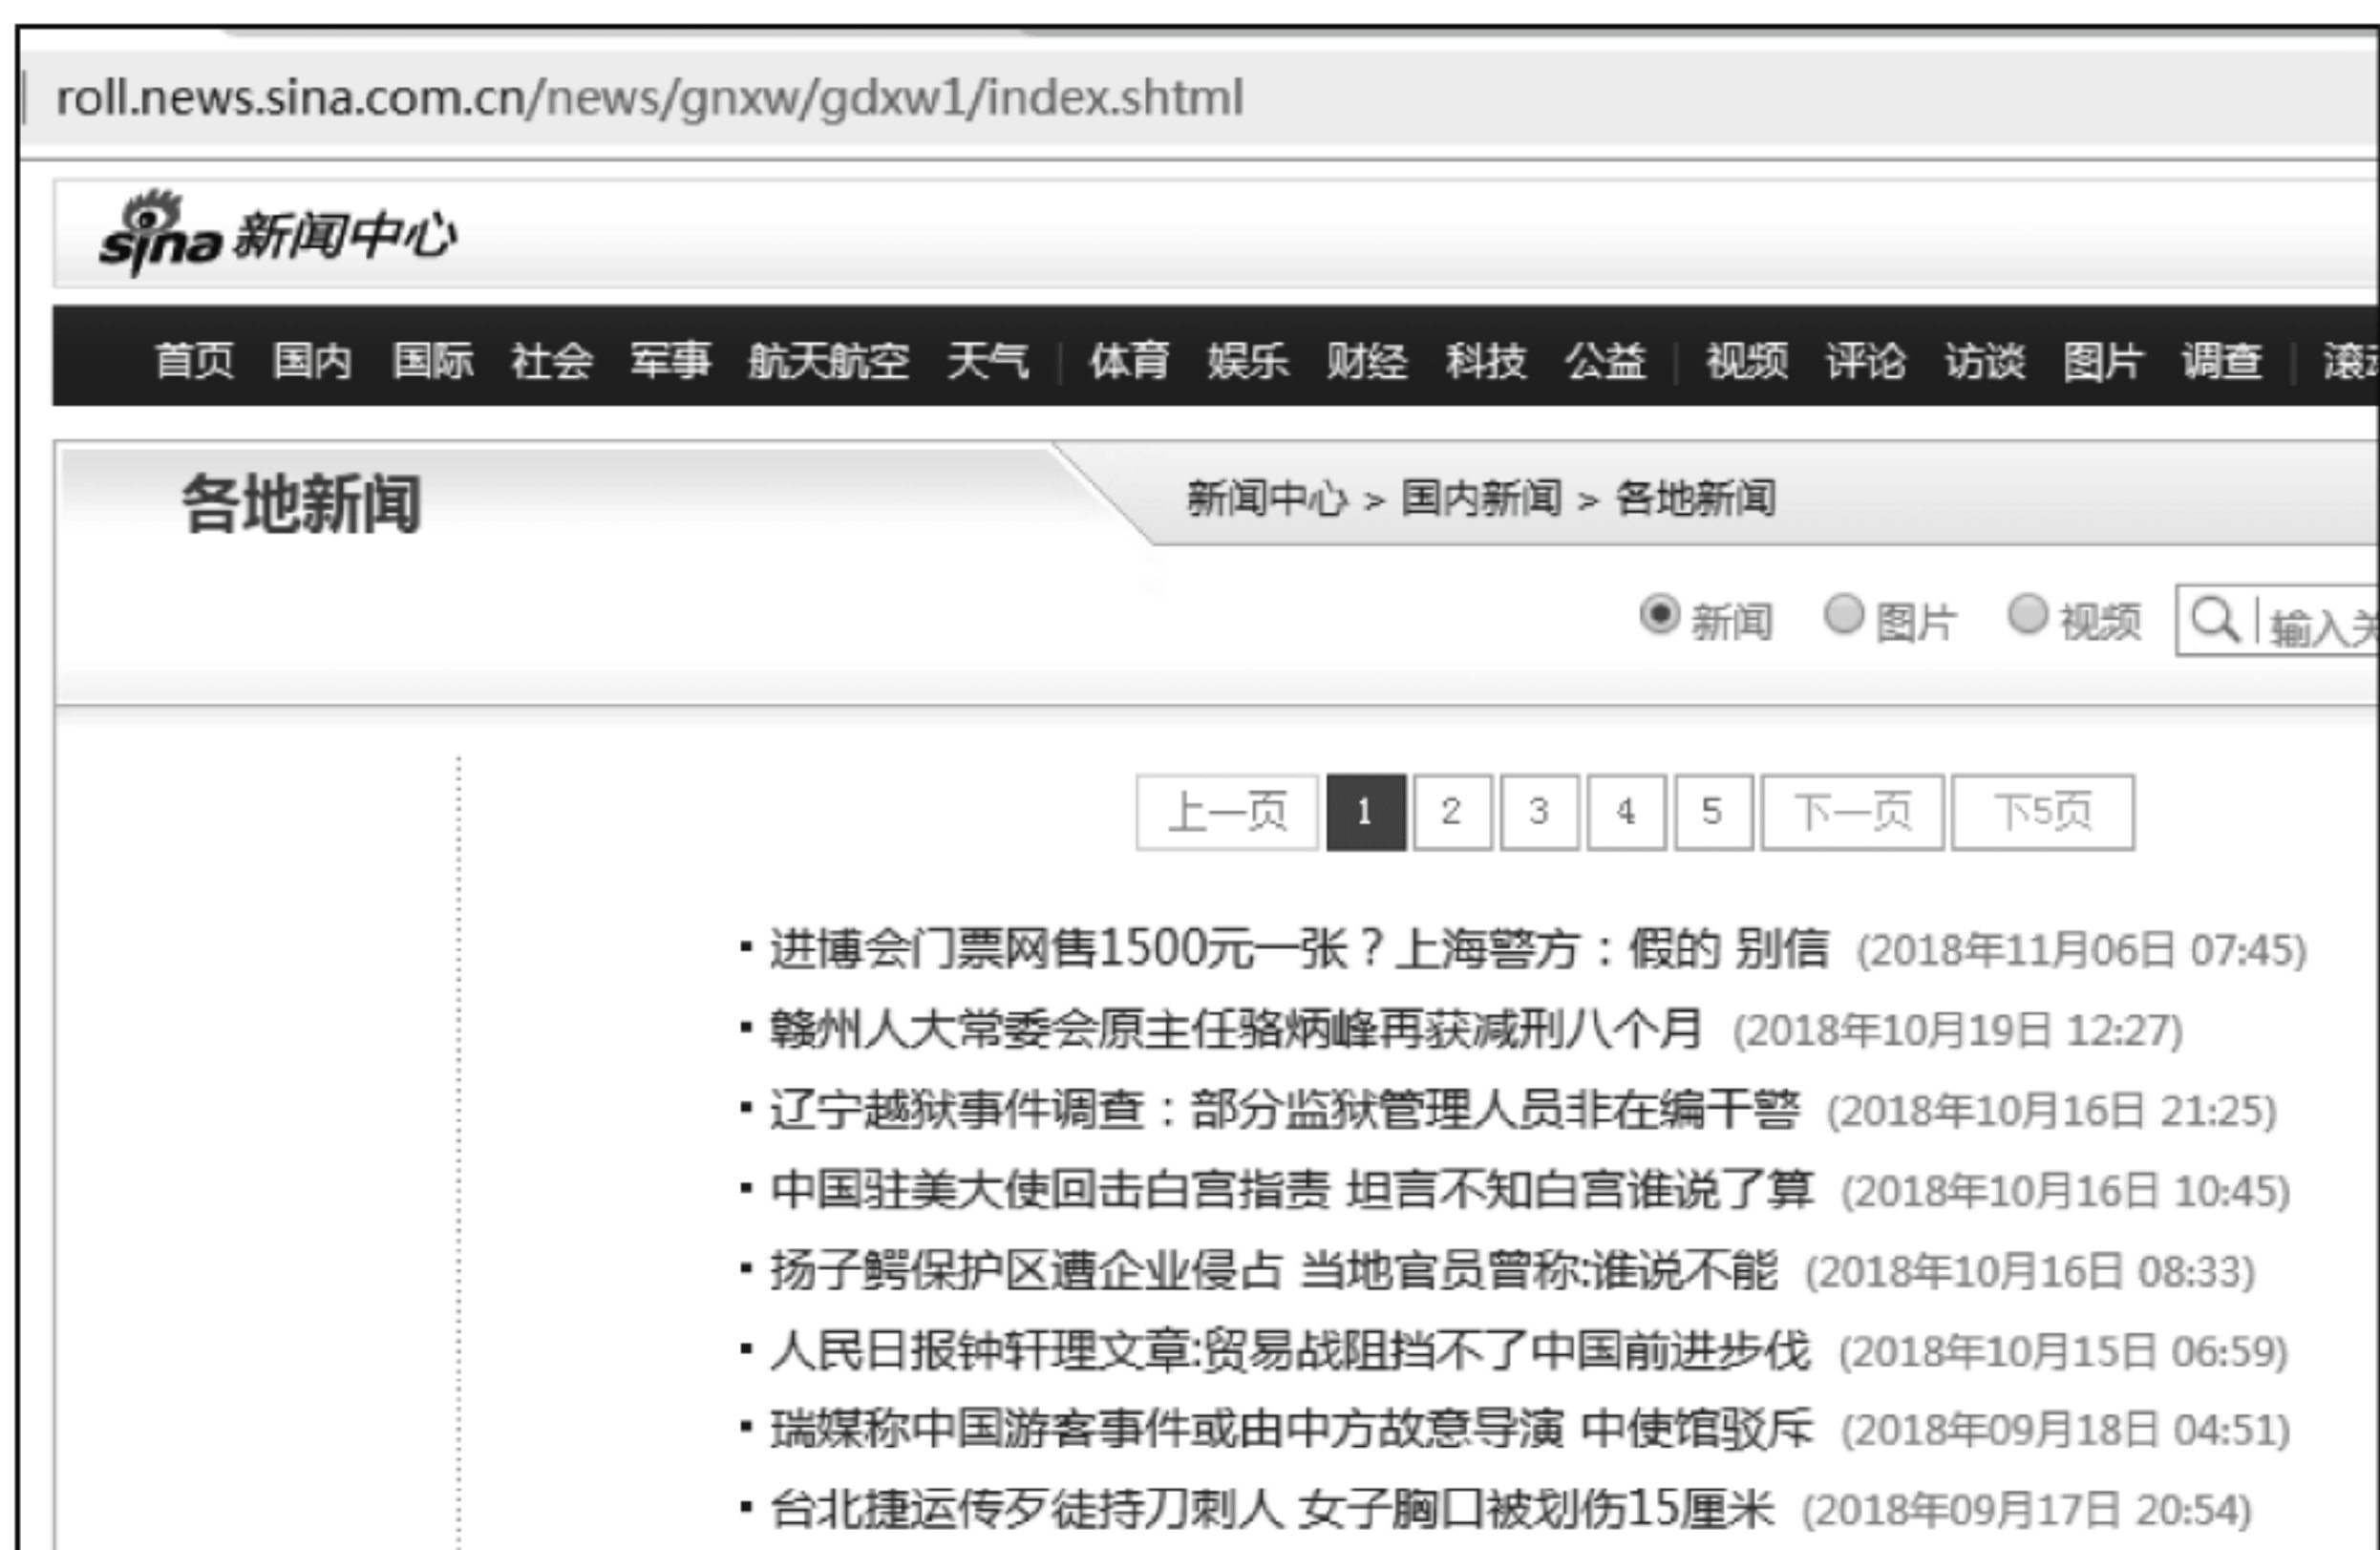 roll.news.sina.com.cn/news/gnxw/gdxw1/index.shtml
sina 新闻中心
首页 国内 国际 社会 军事 航天航空 天气 | 体育 娱乐 财经 科技 公益 | 视频 评论 访谈 图片 调查 | 滚
各地新闻
新闻中心 > 国内新闻 > 各地新闻
新闻 图片 视频 输入关
上一页 1 2 3 4 5 下一页 下5页
进博会门票网售1500元一张？上海警方：假的 别信 (2018年11月06日 07:45)
赣州人大常委会原主任骆炳峰再获减刑八个月 (2018年10月19日 12:27)
辽宁越狱事件调查：部分监狱管理人员非在编干警 (2018年10月16日 21:25)
中国驻美大使回击白宫指责 坦言不知白宫谁说了算 (2018年10月16日 10:45)
扬子鳄保护区遭企业侵占 当地官员曾称:谁说不能 (2018年10月16日 08:33)
人民日报钟轩理文章:贸易战阻挡不了中国前进步伐 (2018年10月15日 06:59)
瑞媒称中国游客事件或由中方故意导演 中使馆驳斥 (2018年09月18日 04:51)
台北捷运传歹徒持刀刺人 女子胸口被划伤15厘米 (2018年09月17日 20:54)